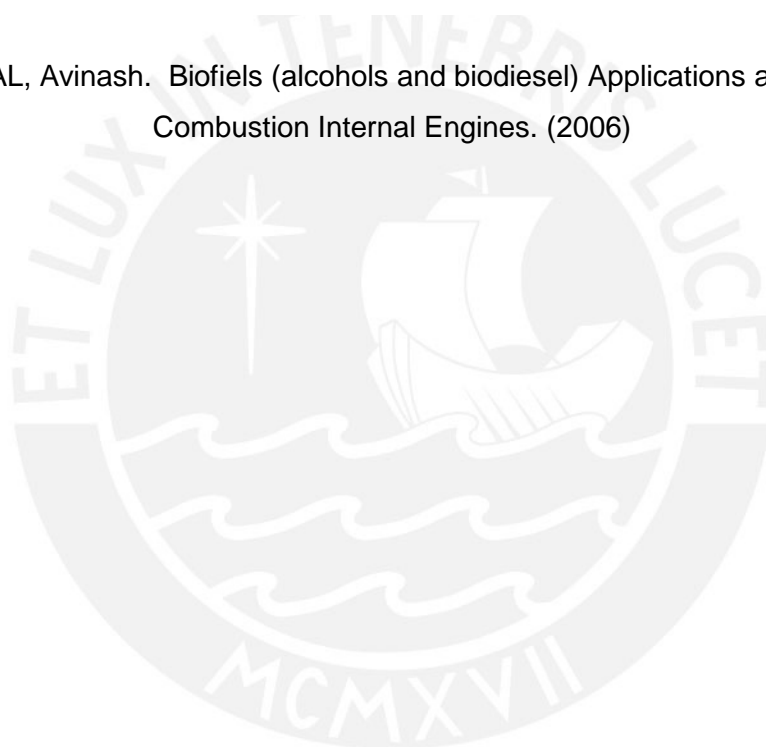 AL, Avinash. Biofiels (alcohols and biodiesel) Applications a
Combustion Internal Engines. (2006)
ET LUX IN TENEBRIS LUCET
MCMXVII